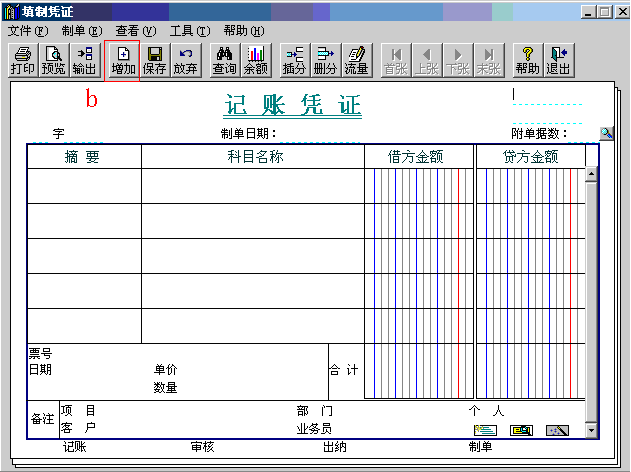 填制凭证
文件(F) 制单(E) 查看(V) 工具(T) 帮助(H)
打印 预览 输出 增加 保存 放弃 查询 余额 插分 删分 流量 首张 上张 下张 末张 帮助 退出
b
记 账 凭 证
字 制单日期： 附单据数：
摘 要 科目名称 借方金额 贷方金额
票号
日期 单价 合 计
数量
备注 项 目 部 门 个 人
客 户 业务员
记账 审核 出纳 制单